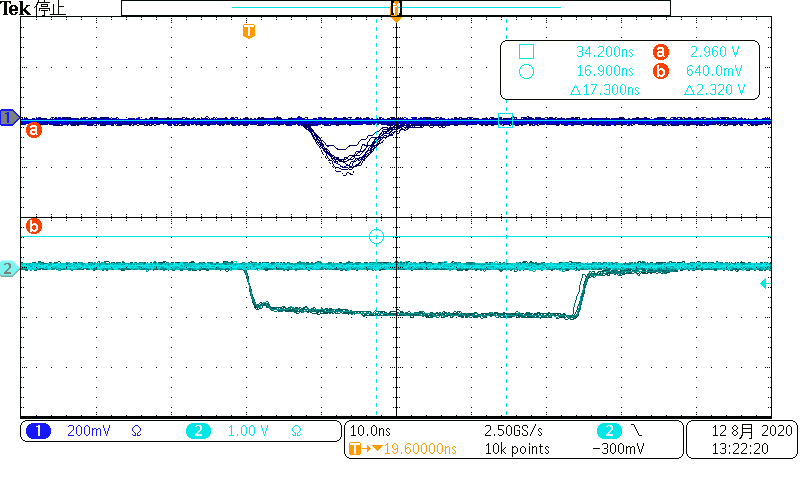 Tek 停止
T
34.200ns a 2.960 V
16.900ns b 640.0mV
△17.300ns △2.320 V
1
a
b
2
1 200mV Ω 2 1.00 V Ω
10.0ns 2.50GS/s 2 ╲
T→▼19.60000ns 10k points −300mV
12 8月 2020
13:22:20